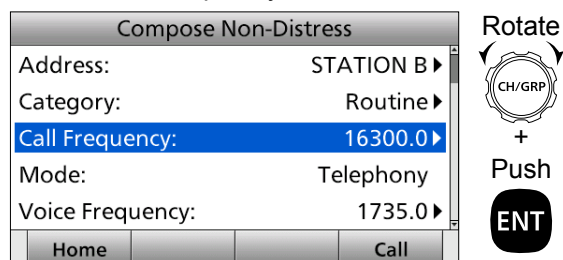 Compose Non-Distress
Address: STATION B
Category: Routine
Call Frequency: 16300.0
Mode: Telephony
Voice Frequency: 1735.0
Home Call
Rotate
CH/GRP
+
Push
ENT